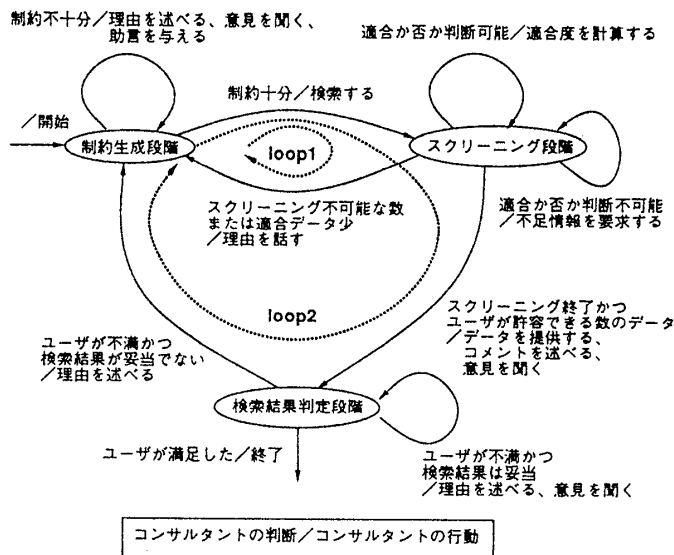 制約不十分／理由を述べる、意見を聞く、
助言を与える
適合か否か判断可能／適合度を計算する
制約十分／検索する
／開始
制約生成段階
loop1
スクリーニング段階
スクリーニング不可能な数
または適合データ少
／理由を話す
適合か否か判断不可能
／不足情報を要求する
loop2
スクリーニング終了かつ
ユーザが許容できる数のデータ
／データを提供する、
コメントを述べる、
意見を聞く
ユーザが不満かつ
検索結果が妥当でない
／理由を述べる
検索結果判定段階
ユーザが満足した／終了
ユーザが不満かつ
検索結果は妥当
／理由を述べる、意見を聞く
コンサルタントの判断／コンサルタントの行動